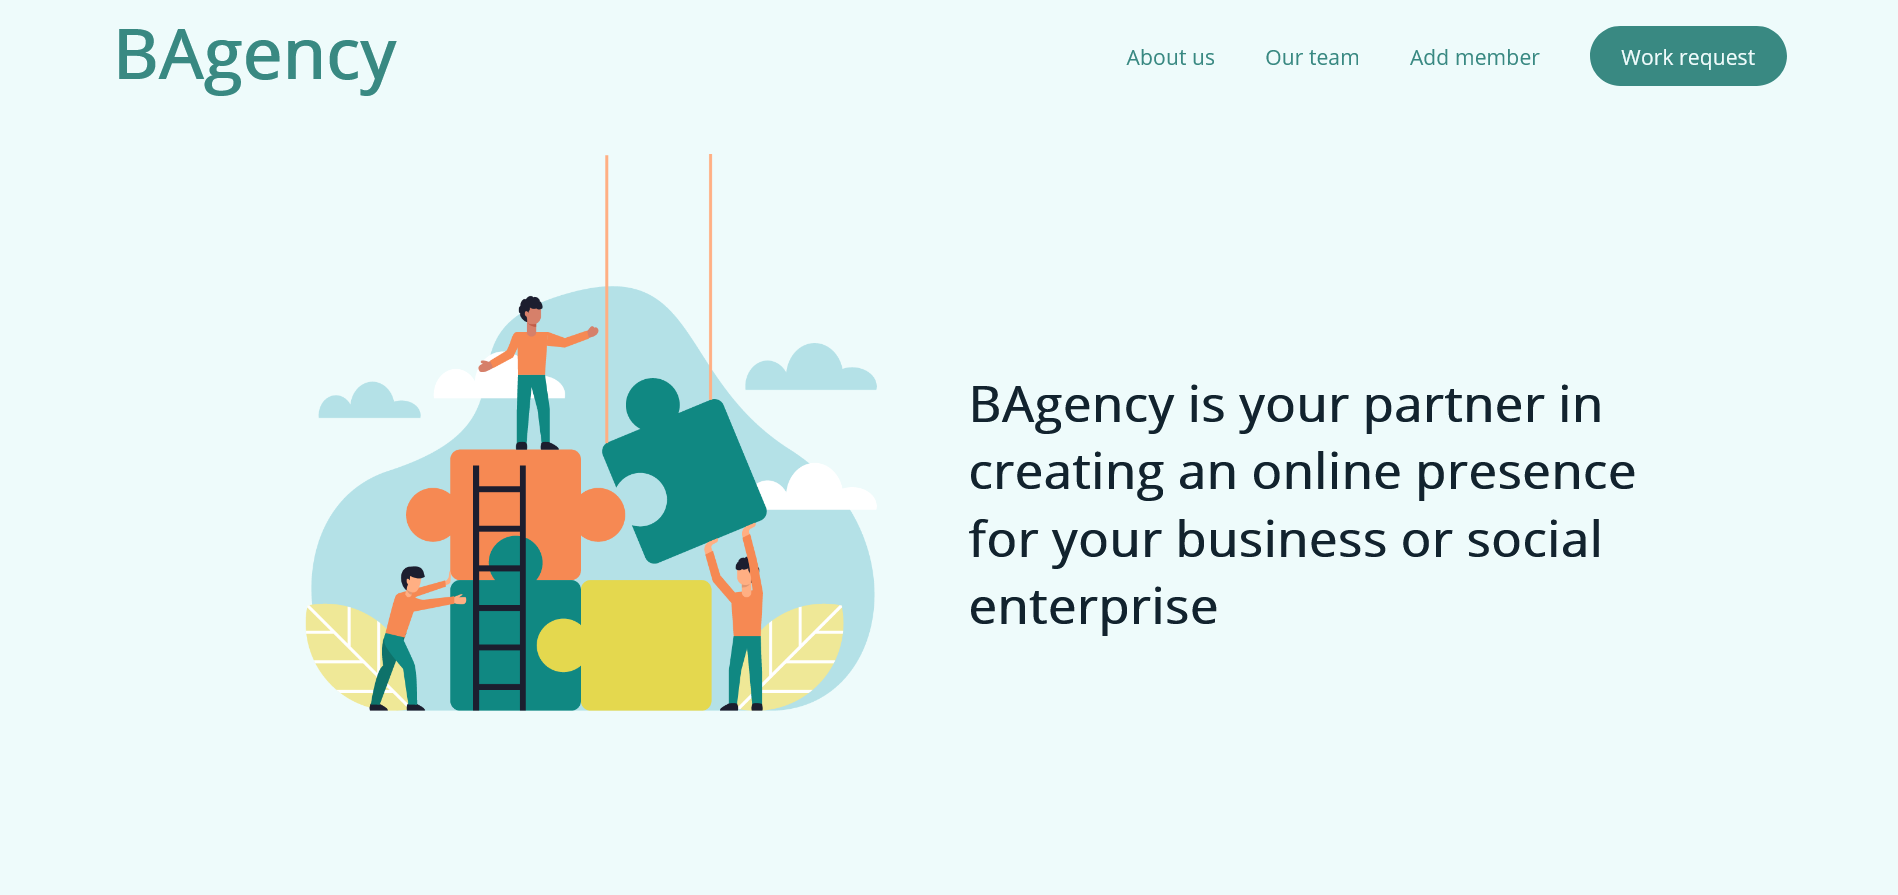 BAgency
About us
Our team
Add member
Work request
BAgency is your partner in
creating an online presence
for your business or social
enterprise